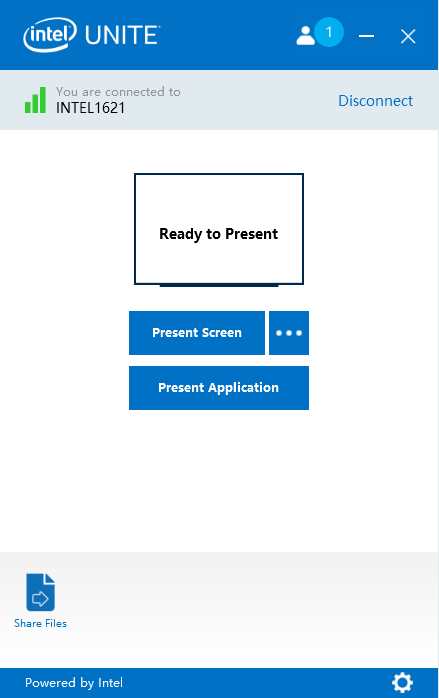 intel UNITE
1
You are connected to
INTEL1621
Disconnect
Ready to Present
Present Screen
Present Application
Share Files
Powered by Intel